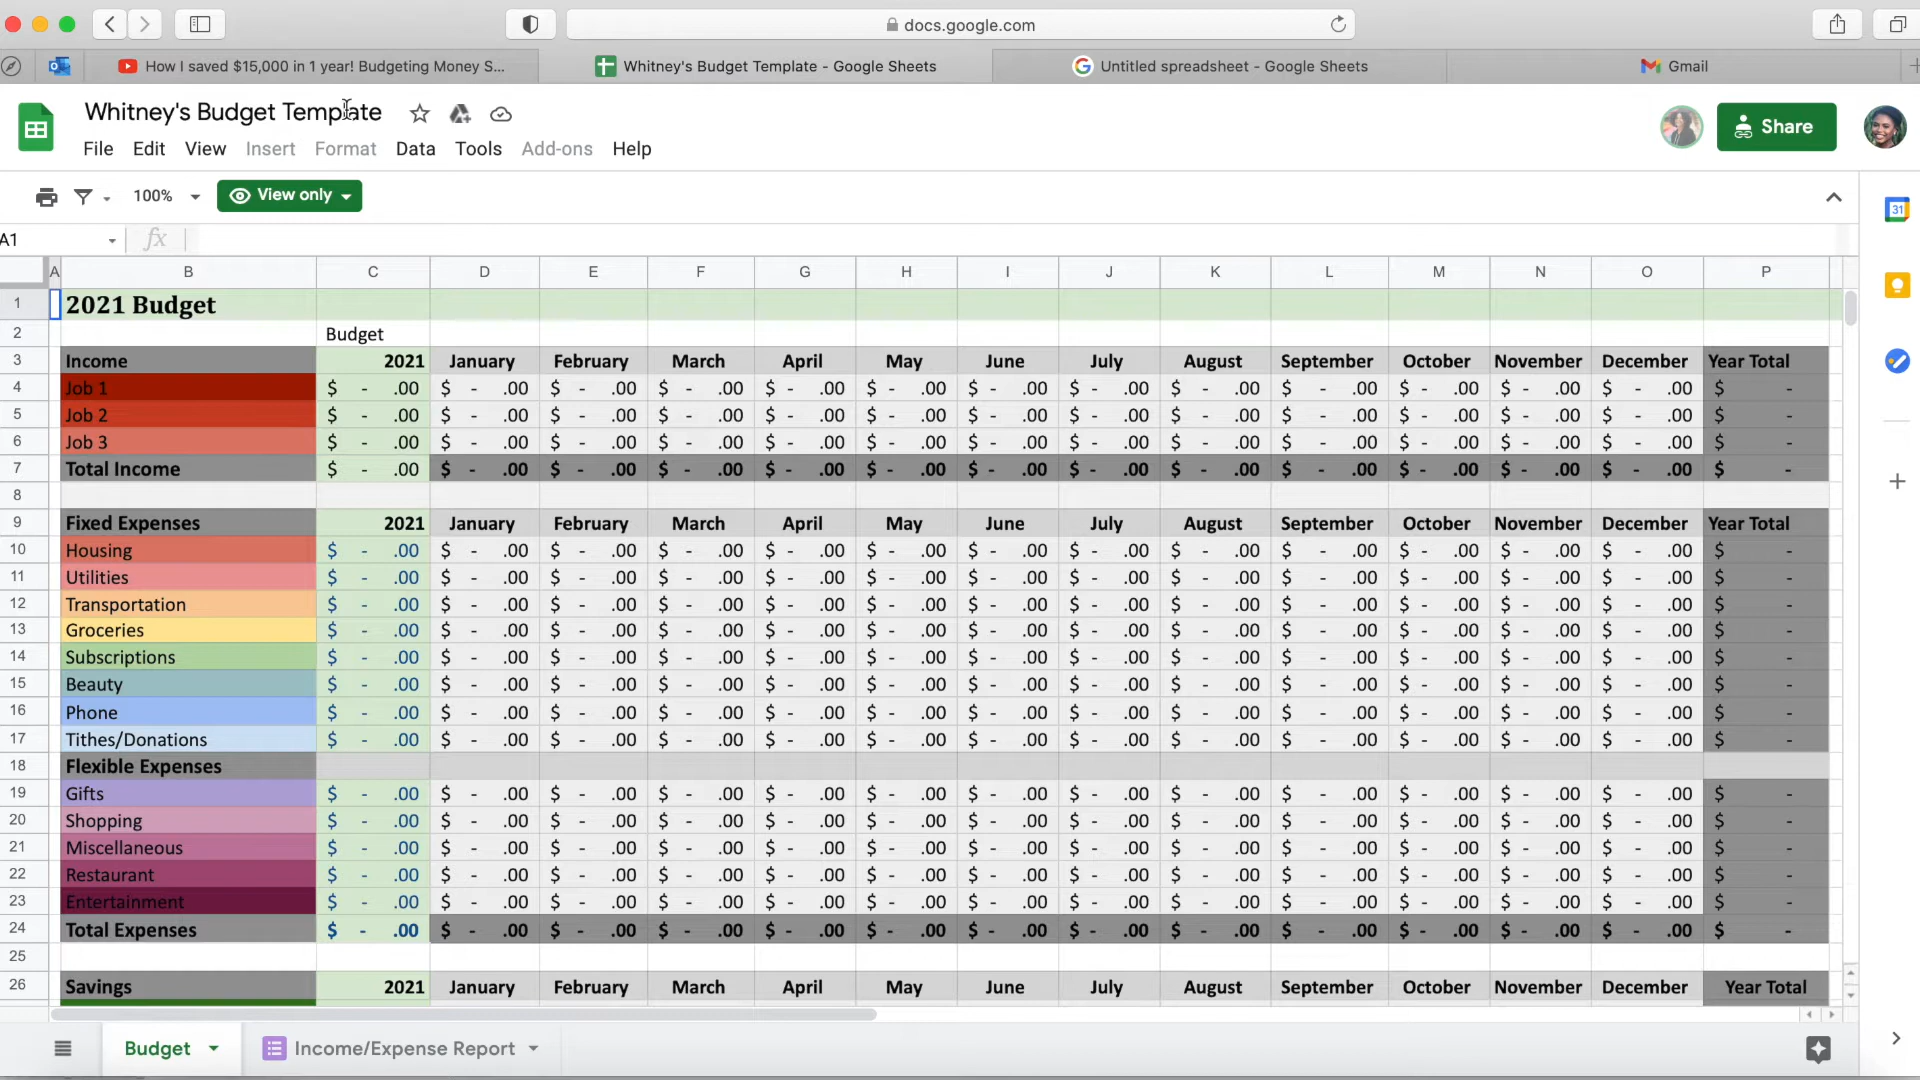 docs.google.com
How I saved $15,000 in 1 year! Budgeting Money S...
Whitney's Budget Template - Google Sheets
Untitled spreadsheet - Google Sheets
Gmail
Whitney's Budget Template
Share
File Edit View Insert Format Data Tools Add-ons Help
100% View only
31
A1 fx
A B C D E F G H I J K L M N O P
1 2021 Budget
2 Budget
3 Income 2021 January February March April May June July August September October November December Year Total
4 Job 1 $ - .00 $ - .00 $ - .00 $ - .00 $ - .00 $ - .00 $ - .00 $ - .00 $ - .00 $ - .00 $ - .00 $ - .00 $ - .00 $ -
5 Job 2 $ - .00 $ - .00 $ - .00 $ - .00 $ - .00 $ - .00 $ - .00 $ - .00 $ - .00 $ - .00 $ - .00 $ - .00 $ - .00 $ -
6 Job 3 $ - .00 $ - .00 $ - .00 $ - .00 $ - .00 $ - .00 $ - .00 $ - .00 $ - .00 $ - .00 $ - .00 $ - .00 $ - .00 $ -
7 Total Income $ - .00 $ - .00 $ - .00 $ - .00 $ - .00 $ - .00 $ - .00 $ - .00 $ - .00 $ - .00 $ - .00 $ - .00 $ - .00 $ -
8
9 Fixed Expenses 2021 January February March April May June July August September October November December Year Total
10 Housing $ - .00 $ - .00 $ - .00 $ - .00 $ - .00 $ - .00 $ - .00 $ - .00 $ - .00 $ - .00 $ - .00 $ - .00 $ - .00 $ -
11 Utilities $ - .00 $ - .00 $ - .00 $ - .00 $ - .00 $ - .00 $ - .00 $ - .00 $ - .00 $ - .00 $ - .00 $ - .00 $ - .00 $ -
12 Transportation $ - .00 $ - .00 $ - .00 $ - .00 $ - .00 $ - .00 $ - .00 $ - .00 $ - .00 $ - .00 $ - .00 $ - .00 $ - .00 $ -
13 Groceries $ - .00 $ - .00 $ - .00 $ - .00 $ - .00 $ - .00 $ - .00 $ - .00 $ - .00 $ - .00 $ - .00 $ - .00 $ - .00 $ -
14 Subscriptions $ - .00 $ - .00 $ - .00 $ - .00 $ - .00 $ - .00 $ - .00 $ - .00 $ - .00 $ - .00 $ - .00 $ - .00 $ - .00 $ -
15 Beauty $ - .00 $ - .00 $ - .00 $ - .00 $ - .00 $ - .00 $ - .00 $ - .00 $ - .00 $ - .00 $ - .00 $ - .00 $ - .00 $ -
16 Phone $ - .00 $ - .00 $ - .00 $ - .00 $ - .00 $ - .00 $ - .00 $ - .00 $ - .00 $ - .00 $ - .00 $ - .00 $ - .00 $ -
17 Tithes/Donations $ - .00 $ - .00 $ - .00 $ - .00 $ - .00 $ - .00 $ - .00 $ - .00 $ - .00 $ - .00 $ - .00 $ - .00 $ - .00 $ -
18 Flexible Expenses
19 Gifts $ - .00 $ - .00 $ - .00 $ - .00 $ - .00 $ - .00 $ - .00 $ - .00 $ - .00 $ - .00 $ - .00 $ - .00 $ - .00 $ -
20 Shopping $ - .00 $ - .00 $ - .00 $ - .00 $ - .00 $ - .00 $ - .00 $ - .00 $ - .00 $ - .00 $ - .00 $ - .00 $ - .00 $ -
21 Miscellaneous $ - .00 $ - .00 $ - .00 $ - .00 $ - .00 $ - .00 $ - .00 $ - .00 $ - .00 $ - .00 $ - .00 $ - .00 $ - .00 $ -
22 Restaurant $ - .00 $ - .00 $ - .00 $ - .00 $ - .00 $ - .00 $ - .00 $ - .00 $ - .00 $ - .00 $ - .00 $ - .00 $ - .00 $ -
23 Entertainment $ - .00 $ - .00 $ - .00 $ - .00 $ - .00 $ - .00 $ - .00 $ - .00 $ - .00 $ - .00 $ - .00 $ - .00 $ - .00 $ -
24 Total Expenses $ - .00 $ - .00 $ - .00 $ - .00 $ - .00 $ - .00 $ - .00 $ - .00 $ - .00 $ - .00 $ - .00 $ - .00 $ - .00 $ -
25
26 Savings 2021 January February March April May June July August September October November December Year Total
Budget Income/Expense Report